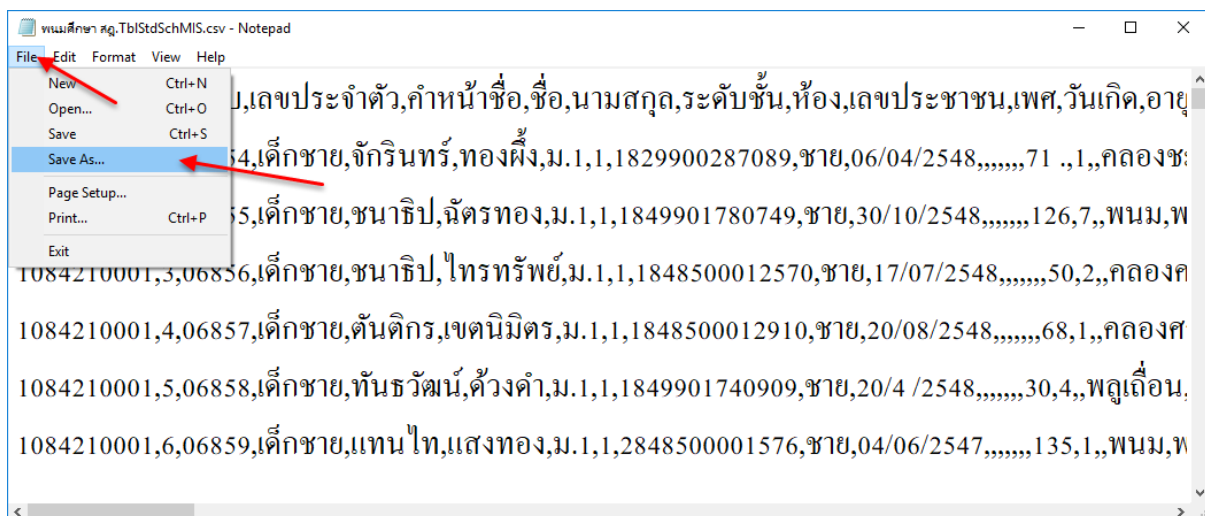 พนมศึกษา สฎ.TblStdSchMIS.csv - Notepad
File Edit Format View Help
New Ctrl+N
Open... Ctrl+O
Save Ctrl+S
Save As...
Page Setup...
Print... Ctrl+P
Exit
,เลขประจำตัว,คำหน้าชื่อ,ชื่อ,นามสกุล,ระดับชั้น,ห้อง,เลขประชาชน,เพศ,วันเกิด,อายุ
54,เด็กชาย,จักรินทร์,ทองผึ้ง,ม.1,1,1829900287089,ชาย,06/04/2548,,,,,,,71 .,1,,คลองชะ
55,เด็กชาย,ชนาธิป,ฉัตรทอง,ม.1,1,1849901780749,ชาย,30/10/2548,,,,,,,126,7,,พนม,พ
1084210001,3,06856,เด็กชาย,ชนาธิป,ไทรทรัพย์,ม.1,1,1848500012570,ชาย,17/07/2548,,,,,,,50,2,,คลองศ
1084210001,4,06857,เด็กชาย,ตันติกร,เขตนิมิตร,ม.1,1,1848500012910,ชาย,20/08/2548,,,,,,,68,1,,คลองศ
1084210001,5,06858,เด็กชาย,ทันธวัฒน์,ด้วงดำ,ม.1,1,1849901740909,ชาย,20/4 /2548,,,,,,,30,4,,พลูเถื่อน,
1084210001,6,06859,เด็กชาย,แทนไท,แสงทอง,ม.1,1,2848500001576,ชาย,04/06/2547,,,,,,,135,1,,พนม,พ